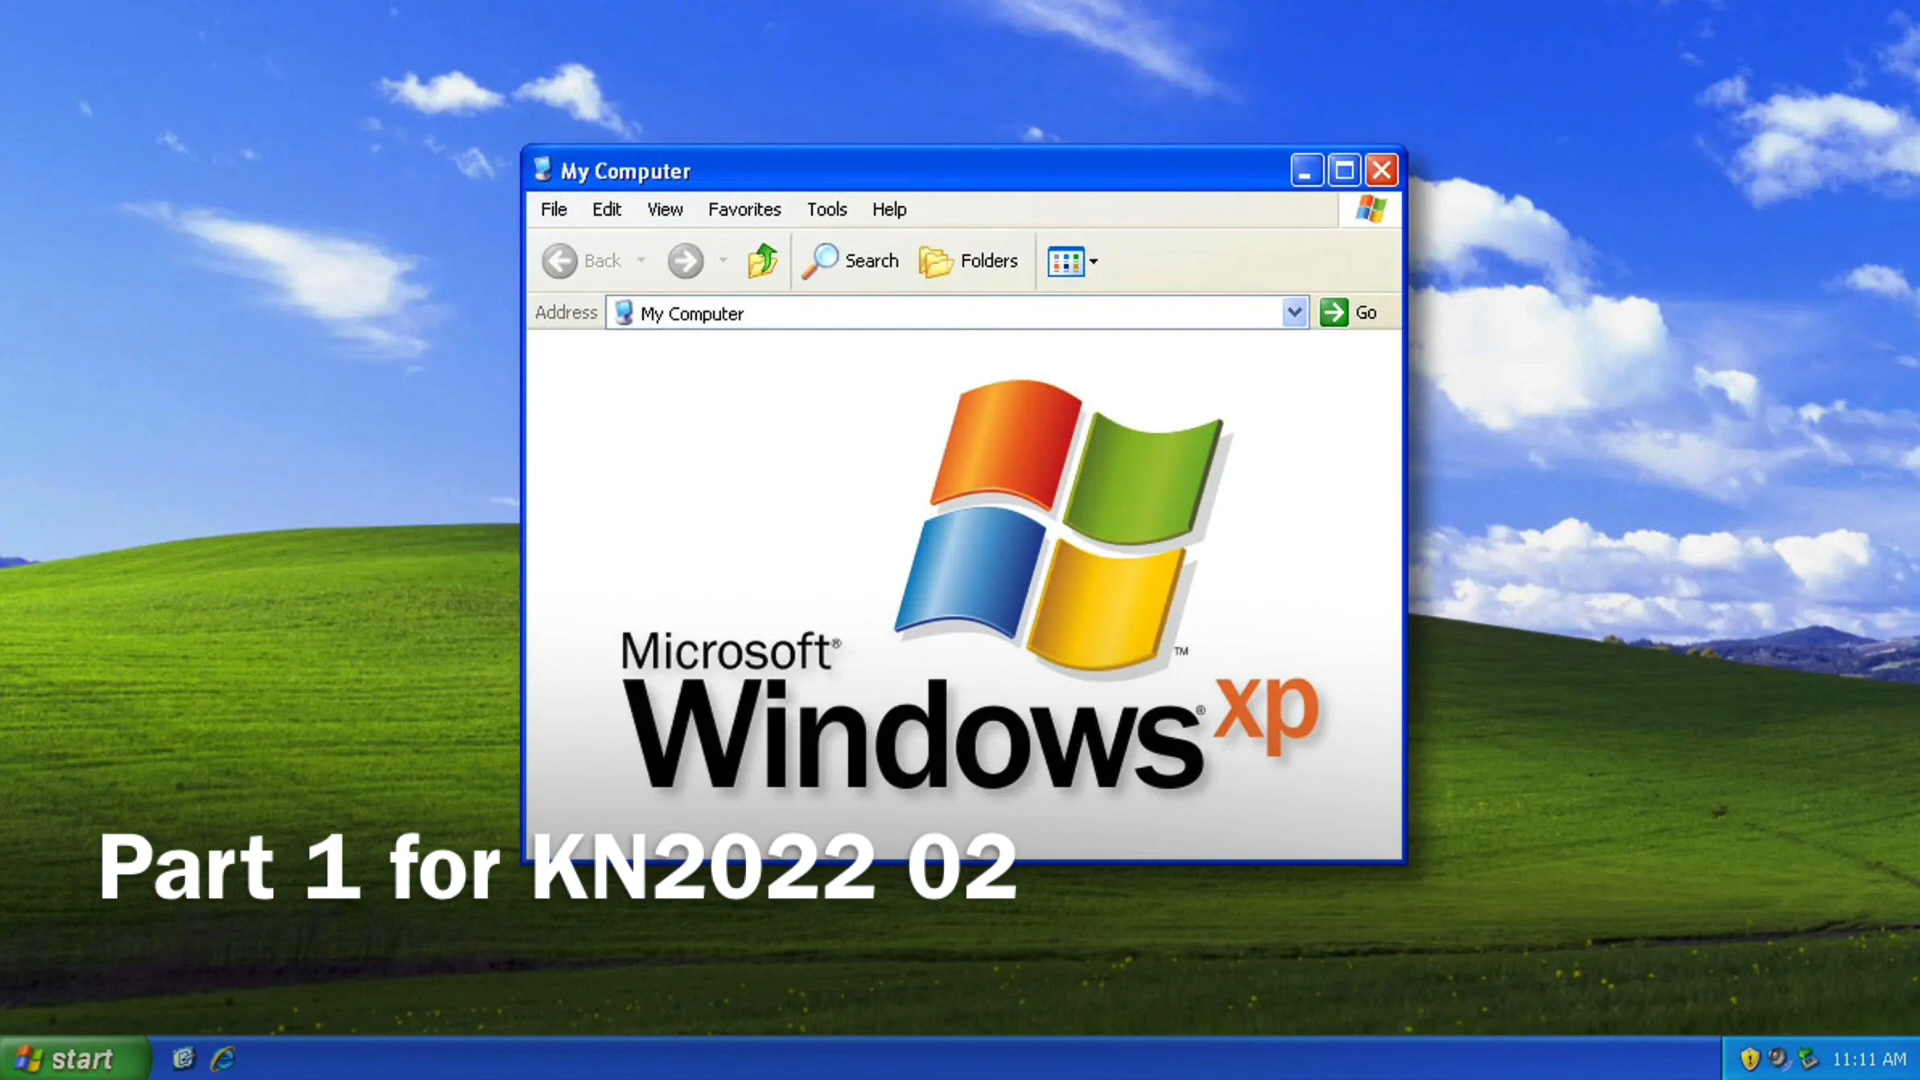 My Computer
File Edit View Favorites Tools Help
Back Search Folders
Address My Computer Go
Microsoft®
Windows® xp ™
Part 1 for KN2022 02
start 11:11 AM